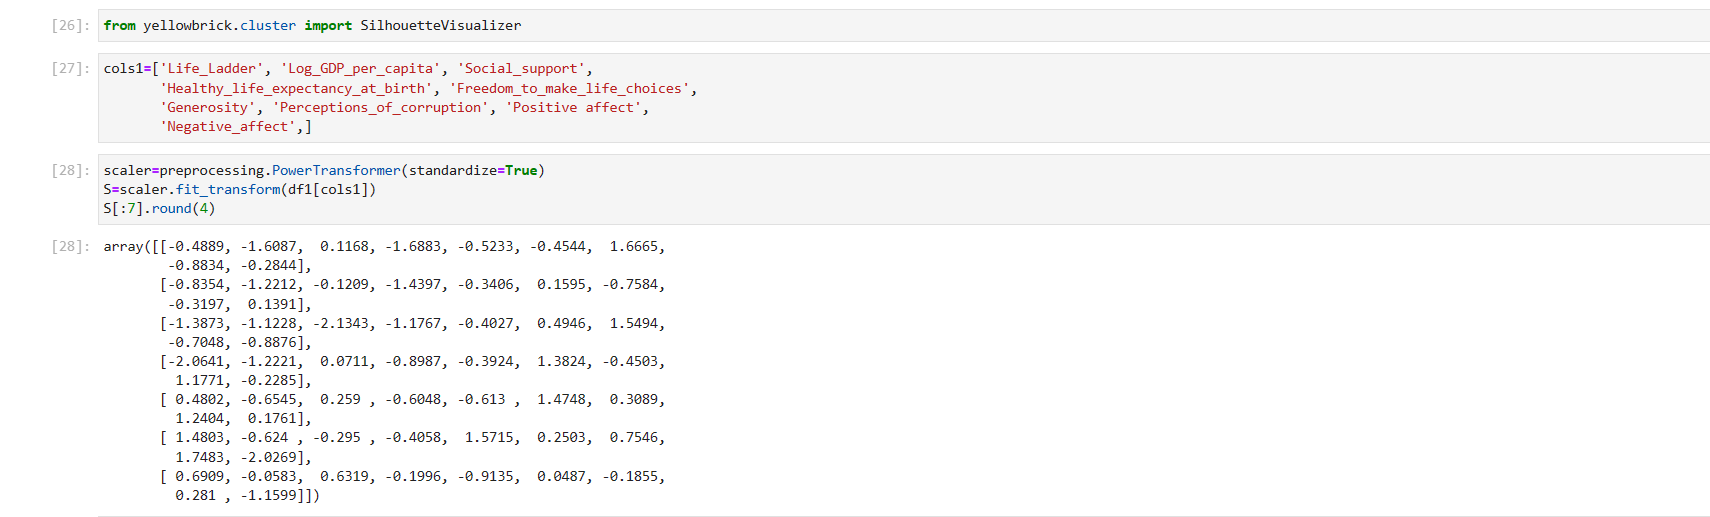 [26]: from yellowbrick.cluster import SilhouetteVisualizer
[27]: cols1=['Life_Ladder', 'Log_GDP_per_capita', 'Social_support',
'Healthy_life_expectancy_at_birth', 'Freedom_to_make_life_choices',
'Generosity', 'Perceptions_of_corruption', 'Positive affect',
'Negative_affect',]
[28]: scaler=preprocessing.PowerTransformer(standardize=True)
S=scaler.fit_transform(df1[cols1])
S[:7].round(4)
[28]: array([[-0.4889, -1.6087,  0.1168, -1.6883, -0.5233, -0.4544,  1.6665,
-0.8834, -0.2844],
[-0.8354, -1.2212, -0.1209, -1.4397, -0.3406,  0.1595, -0.7584,
-0.3197,  0.1391],
[-1.3873, -1.1228, -2.1343, -1.1767, -0.4027,  0.4946,  1.5494,
-0.7048, -0.8876],
[-2.0641, -1.2221,  0.0711, -0.8987, -0.3924,  1.3824, -0.4503,
1.1771, -0.2285],
[ 0.4802, -0.6545,  0.259 , -0.6048, -0.613 ,  1.4748,  0.3089,
1.2404,  0.1761],
[ 1.4803, -0.624 , -0.295 , -0.4058,  1.5715,  0.2503,  0.7546,
1.7483, -2.0269],
[ 0.6909, -0.0583,  0.6319, -0.1996, -0.9135,  0.0487, -0.1855,
0.281 , -1.1599]])